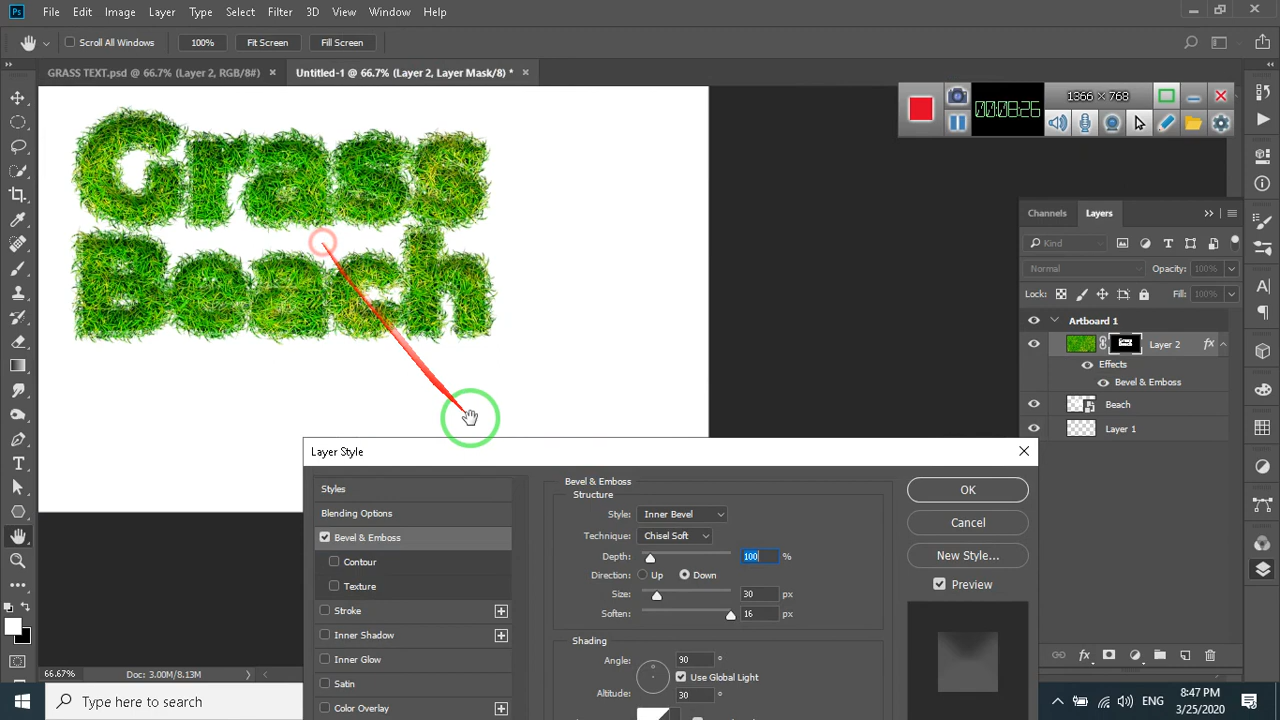 Ps File Edit Image Layer Type Select Filter 3D View Window Help
Scroll All Windows 100% Fit Screen Fill Screen
GRASS TEXT.psd @ 66.7% (Layer 2, RGB/8#) × Untitled-1 @ 66.7% (Layer 2, Layer Mask/8) * ×
00:08:26
1366 × 768
Grass
Beach
Channels Layers
Kind
Normal Opacity: 100%
Lock: Fill: 100%
Artboard 1
Layer 2 fx
Effects
Bevel & Emboss
Beach
Layer 1
Layer Style
Styles
Blending Options
Bevel & Emboss
Contour
Texture
Stroke
Inner Shadow
Inner Glow
Satin
Color Overlay
Bevel & Emboss
Structure
Style: Inner Bevel
Technique: Chisel Soft
Depth: 100 %
Direction: Up Down
Size: 30 px
Soften: 16 px
Shading
Angle: 90 °
Use Global Light
Altitude: 30 °
OK
Cancel
New Style...
Preview
66.67% Doc: 3.00M/8.13M
Type here to search
ENG
8:47 PM
3/25/2020